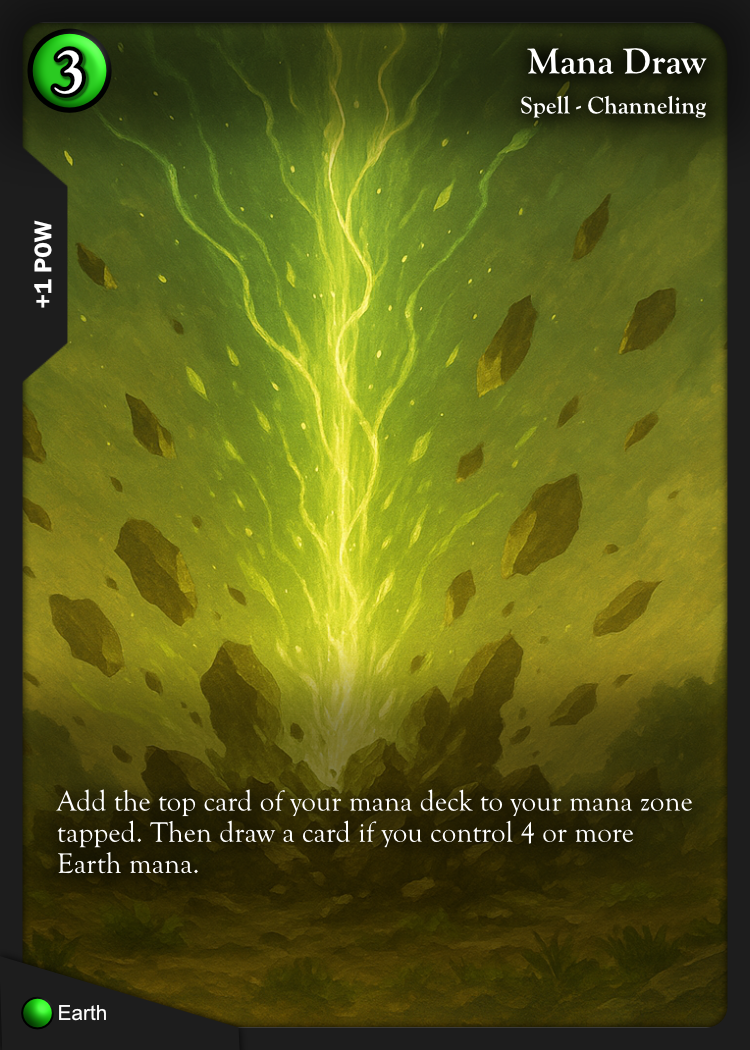 3
Mana Draw
Spell - Channeling
+1 POW
Add the top card of your mana deck to your mana zone
tapped. Then draw a card if you control 4 or more
Earth mana.
Earth